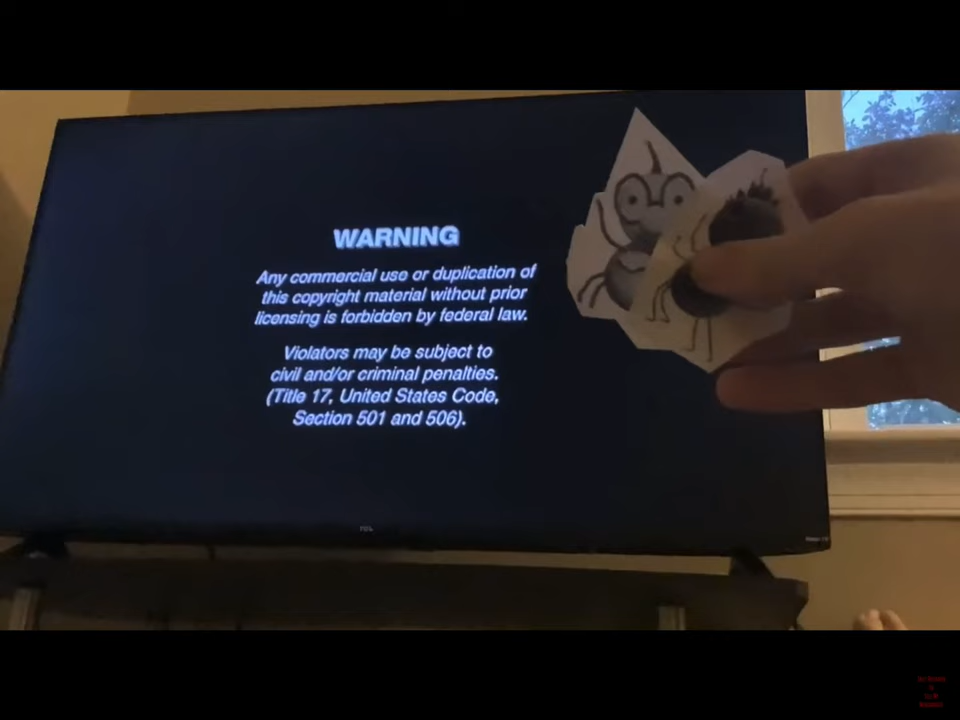 WARNING
Any commercial use or duplication of
this copyright material without prior
licensing is forbidden by federal law.
Violators may be subject to
civil and/or criminal penalties.
(Title 17, United States Code,
Section 501 and 506).
TCL